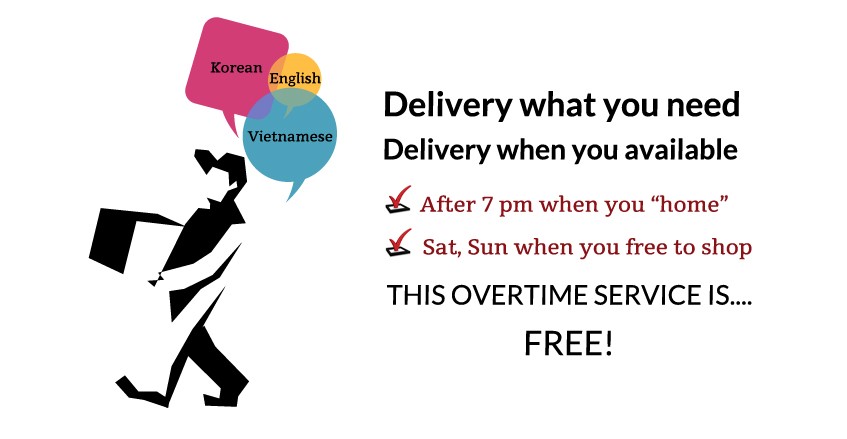 Korean
English
Vietnamese
Delivery what you need
Delivery when you available
After 7 pm when you “home”
Sat, Sun when you free to shop
THIS OVERTIME SERVICE IS....
FREE!